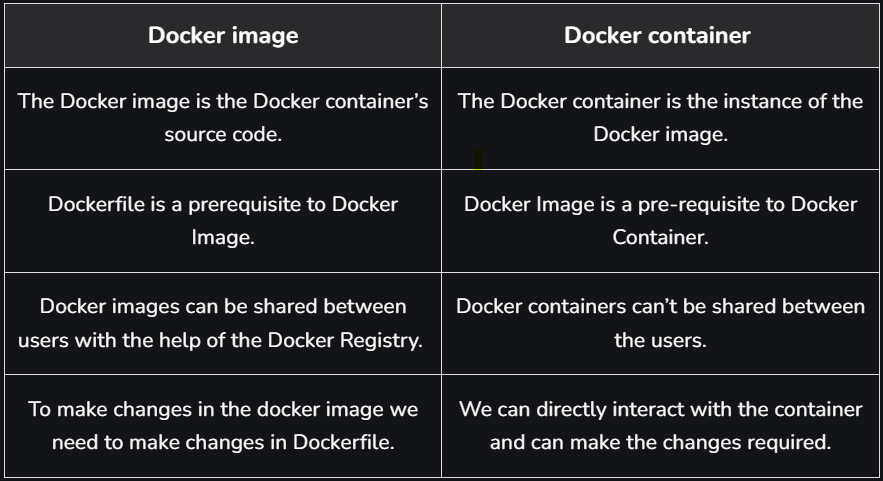 Docker image
Docker container
The Docker image is the Docker container’s
source code.
The Docker container is the instance of the
Docker image.
Dockerfile is a prerequisite to Docker
Image.
Docker Image is a pre-requisite to Docker
Container.
Docker images can be shared between
users with the help of the Docker Registry.
Docker containers can’t be shared between
the users.
To make changes in the docker image we
need to make changes in Dockerfile.
We can directly interact with the container
and can make the changes required.